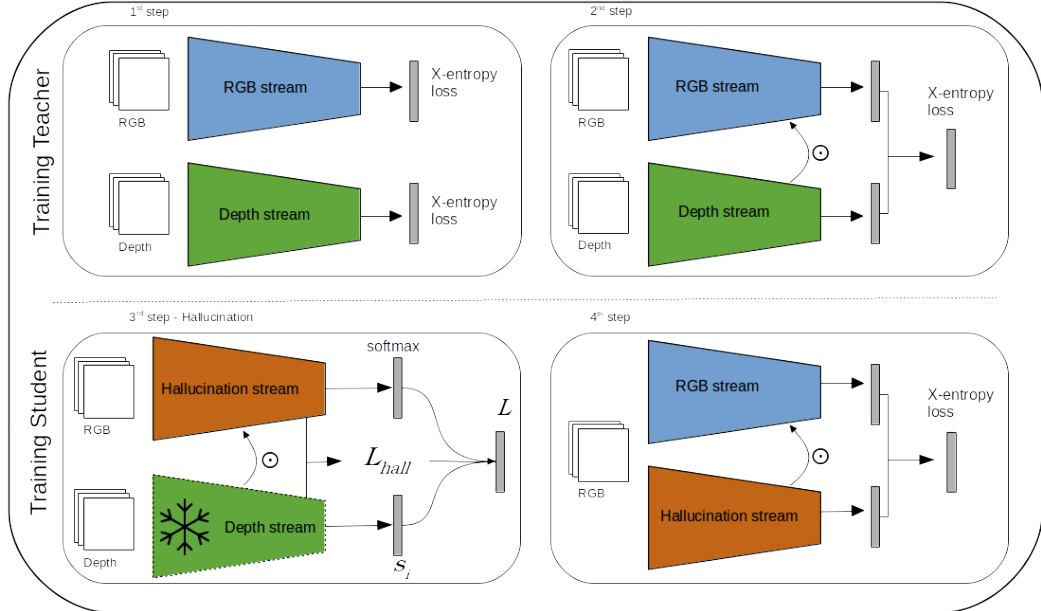 Training Teacher
1st step
RGB
RGB stream
X-entropy
loss
Depth
Depth stream
X-entropy
loss
2nd step
RGB
RGB stream
⊙
Depth
Depth stream
X-entropy
loss
Training Student
3rd step - Hallucination
RGB
Hallucination stream
softmax
⊙
L_hall
L
Depth
Depth stream
s_i
4th step
RGB
RGB stream
⊙
Hallucination stream
X-entropy
loss